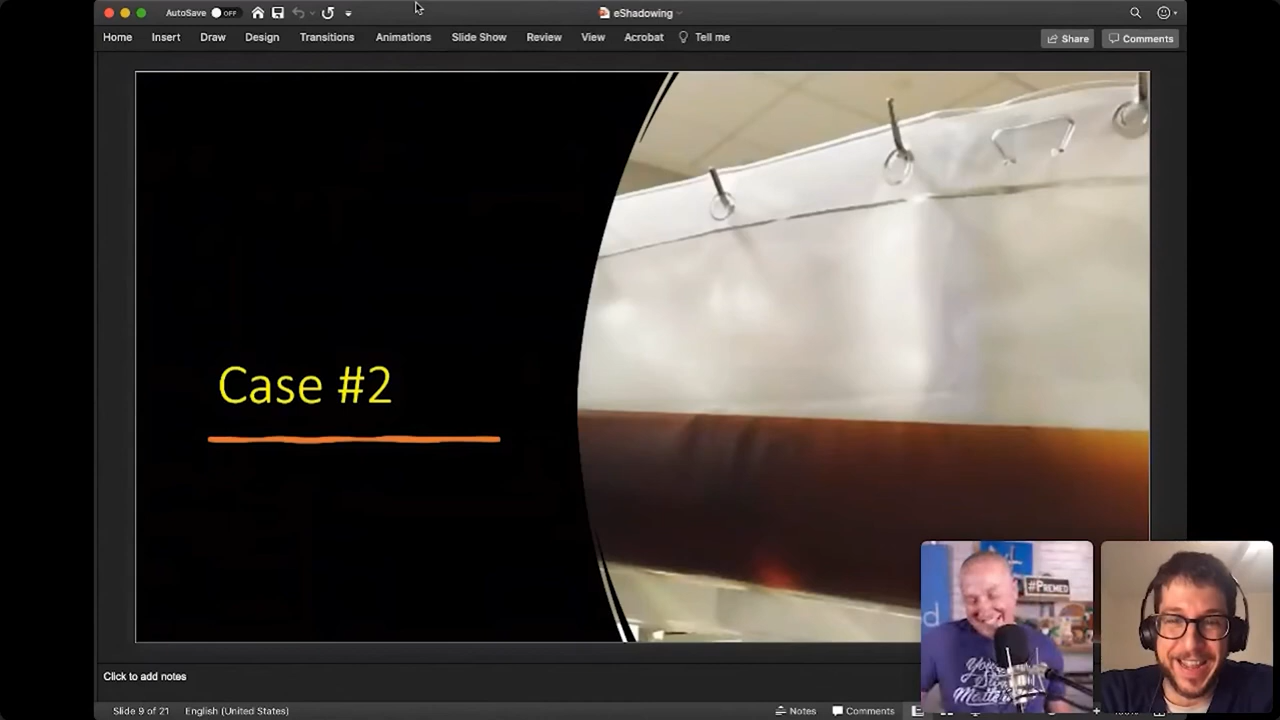 AutoSave OFF eShadowing
Home Insert Draw Design Transitions Animations Slide Show Review View Acrobat Tell me Share Comments
Case #2
#PREMED
Click to add notes
Slide 9 of 21 English (United States) Notes Comments